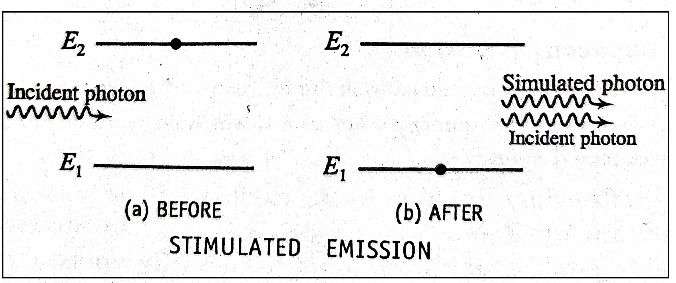 E2
E2
Incident photon
Simulated photon
Incident photon
E1
E1
(a) BEFORE
(b) AFTER
STIMULATED EMISSION